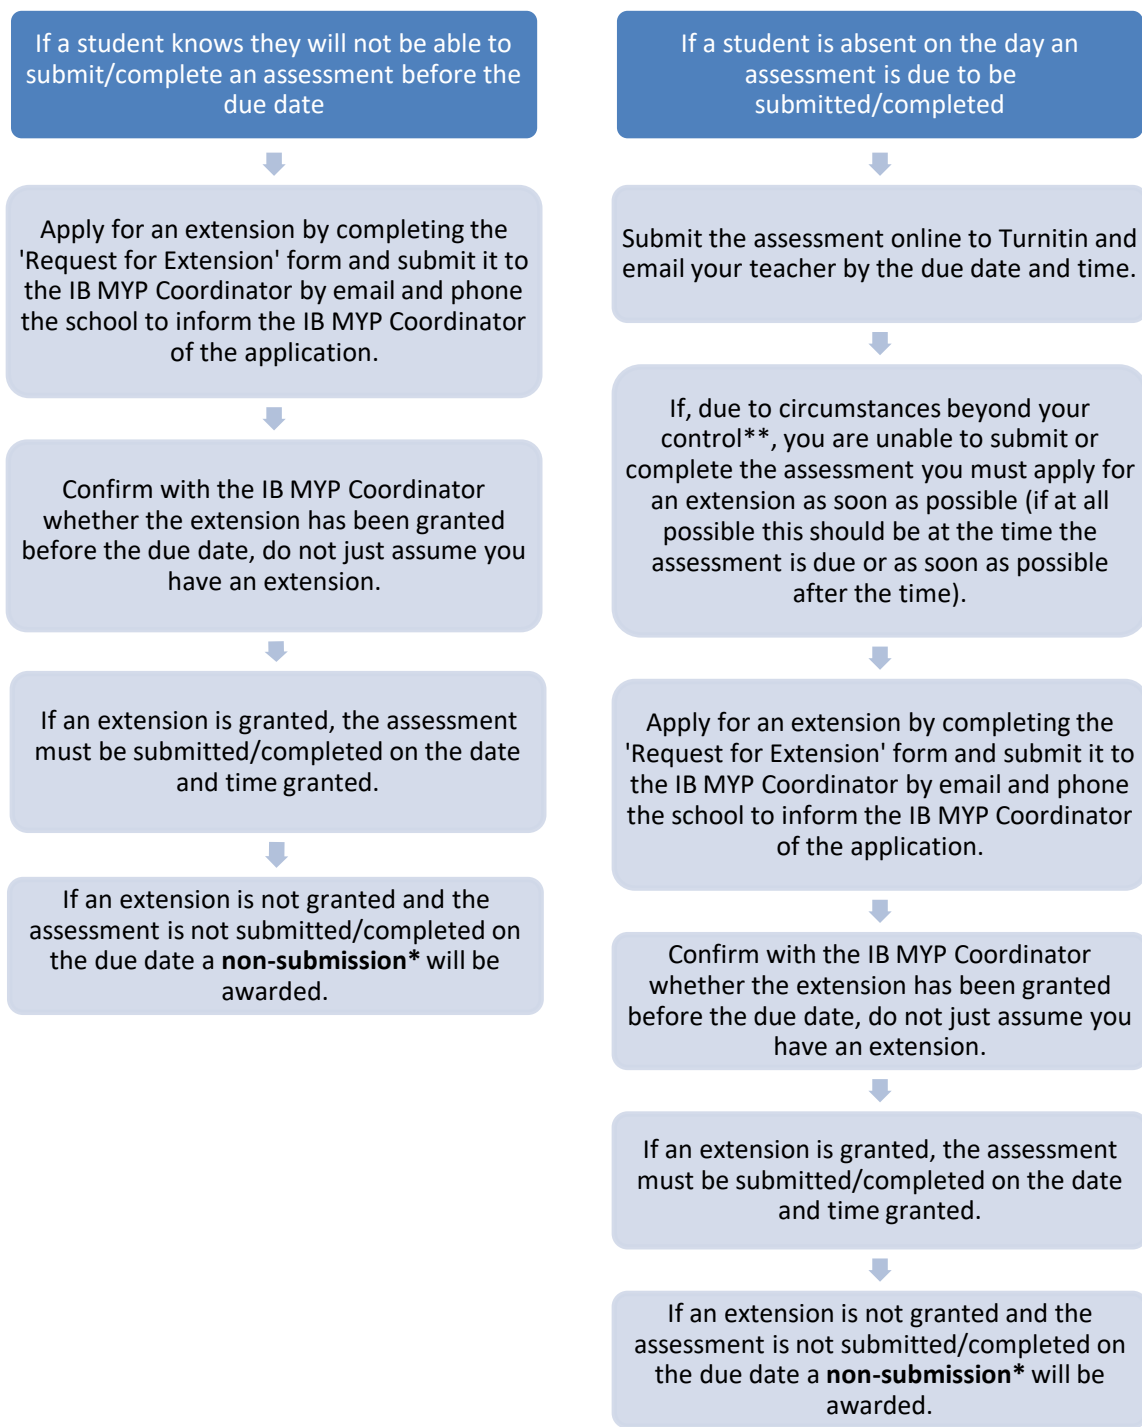 If a student knows they will not be able to
submit/complete an assessment before the
due date
Apply for an extension by completing the
'Request for Extension' form and submit it to
the IB MYP Coordinator by email and phone
the school to inform the IB MYP Coordinator
of the application.
Confirm with the IB MYP Coordinator
whether the extension has been granted
before the due date, do not just assume you
have an extension.
If an extension is granted, the assessment
must be submitted/completed on the date
and time granted.
If an extension is not granted and the
assessment is not submitted/completed on
the due date a non-submission* will be
awarded.
If a student is absent on the day an
assessment is due to be
submitted/completed
Submit the assessment online to Turnitin and
email your teacher by the due date and time.
If, due to circumstances beyond your
control**, you are unable to submit or
complete the assessment you must apply for
an extension as soon as possible (if at all
possible this should be at the time the
assessment is due or as soon as possible
after the time).
Apply for an extension by completing the
'Request for Extension' form and submit it to
the IB MYP Coordinator by email and phone
the school to inform the IB MYP Coordinator
of the application.
Confirm with the IB MYP Coordinator
whether the extension has been granted
before the due date, do not just assume you
have an extension.
If an extension is granted, the assessment
must be submitted/completed on the date
and time granted.
If an extension is not granted and the
assessment is not submitted/completed on
the due date a non-submission* will be
awarded.